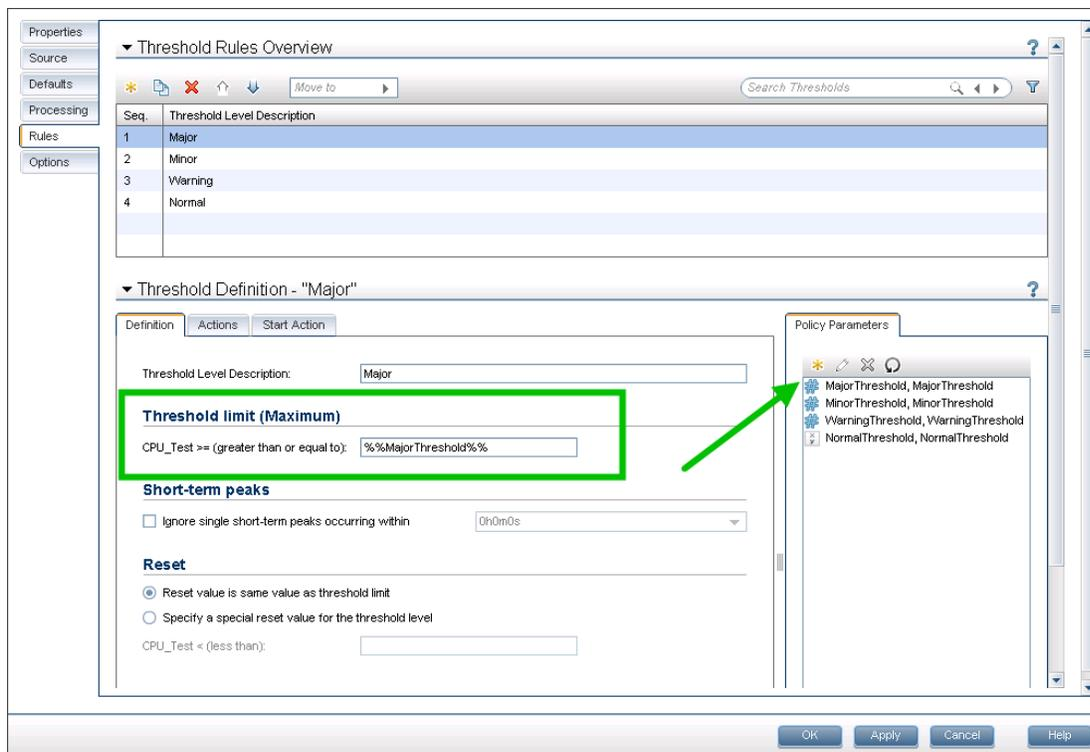 Properties
Source
Defaults
Processing
Rules
Options
Threshold Rules Overview
?
Move to
Search Thresholds
Seq. Threshold Level Description
1 Major
2 Minor
3 Warning
4 Normal
Threshold Definition - "Major"
?
Definition Actions Start Action
Threshold Level Description: Major
Threshold limit (Maximum)
CPU_Test >= (greater than or equal to): %%MajorThreshold%%
Short-term peaks
Ignore single short-term peaks occurring within 0h0m0s
Reset
Reset value is same value as threshold limit
Specify a special reset value for the threshold level
CPU_Test < (less than):
Policy Parameters
# MajorThreshold, MajorThreshold
# MinorThreshold, MinorThreshold
# WarningThreshold, WarningThreshold
NormalThreshold, NormalThreshold
OK Apply Cancel Help